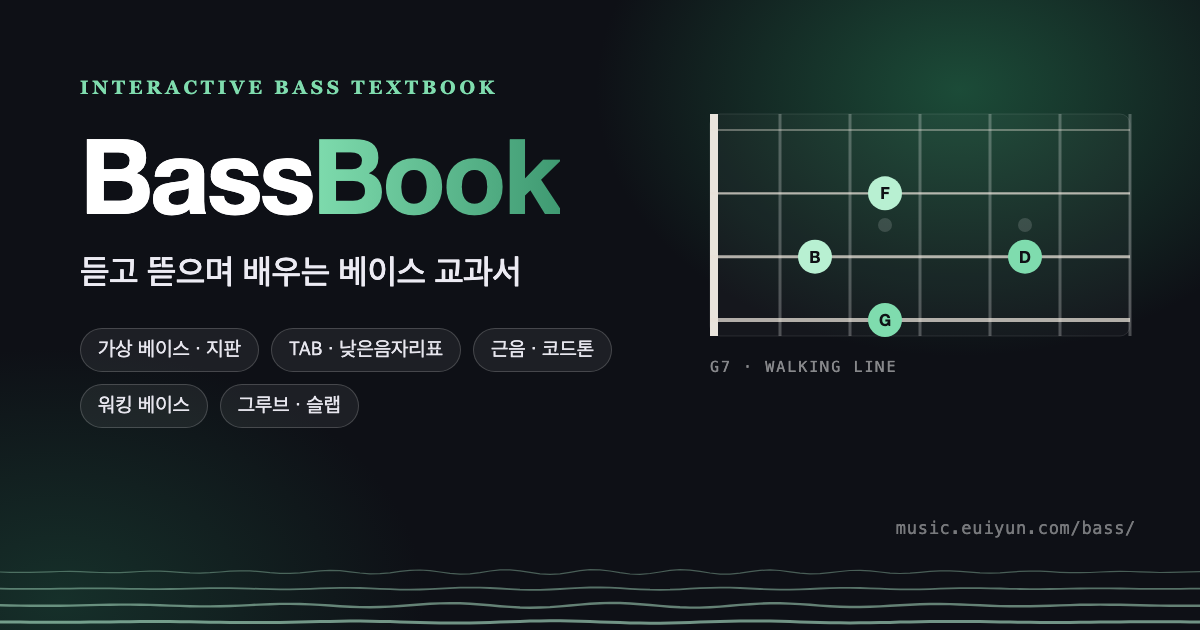 INTERACTIVE BASS TEXTBOOK
BassBook
듣고 뜯으며 배우는 베이스 교과서
가상 베이스 · 지판
TAB · 낮은음자리표
근음 · 코드톤
워킹 베이스
그루브 · 슬랩
F
B
D
G
G7 · WALKING LINE
music.euiyun.com/bass/